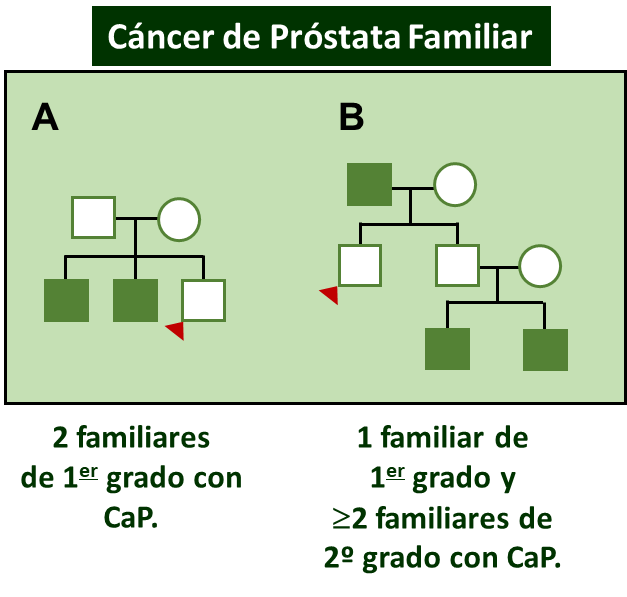 Cáncer de Próstata Familiar
A
B
2 familiares
de 1er grado con
CaP.
1 familiar de
1er grado y
≥2 familiares de
2º grado con CaP.